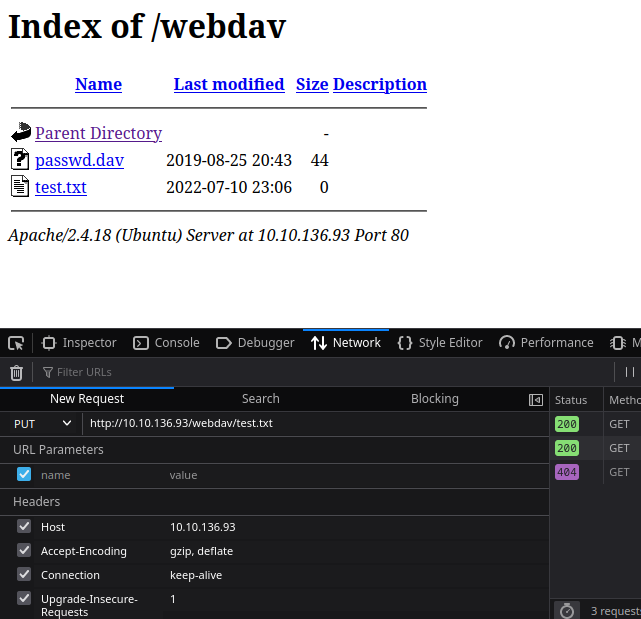 Index of /webdav
Name Last modified Size Description
Parent Directory -
passwd.dav 2019-08-25 20:43 44
test.txt 2022-07-10 23:06 0
Apache/2.4.18 (Ubuntu) Server at 10.10.136.93 Port 80
Inspector Console Debugger Network Style Editor Performance M
Filter URLs
New Request Search Blocking Status Metho
PUT http://10.10.136.93/webdav/test.txt 200 GET
URL Parameters 200 GET
name value 404 GET
Headers
Host 10.10.136.93
Accept-Encoding gzip, deflate
Connection keep-alive
Upgrade-Insecure- 1
Requests 3 requests